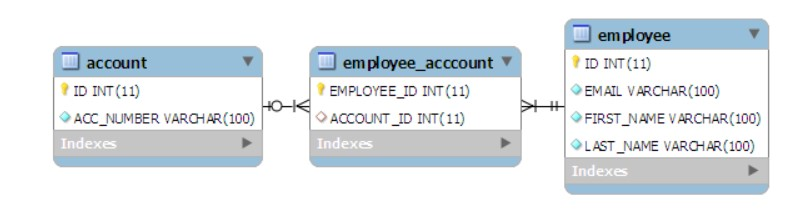 account
ID INT(11)
ACC_NUMBER VARCHAR(100)
Indexes
employee_acccount
EMPLOYEE_ID INT(11)
ACCOUNT_ID INT(11)
Indexes
employee
ID INT(11)
EMAIL VARCHAR(100)
FIRST_NAME VARCHAR(100)
LAST_NAME VARCHAR(100)
Indexes